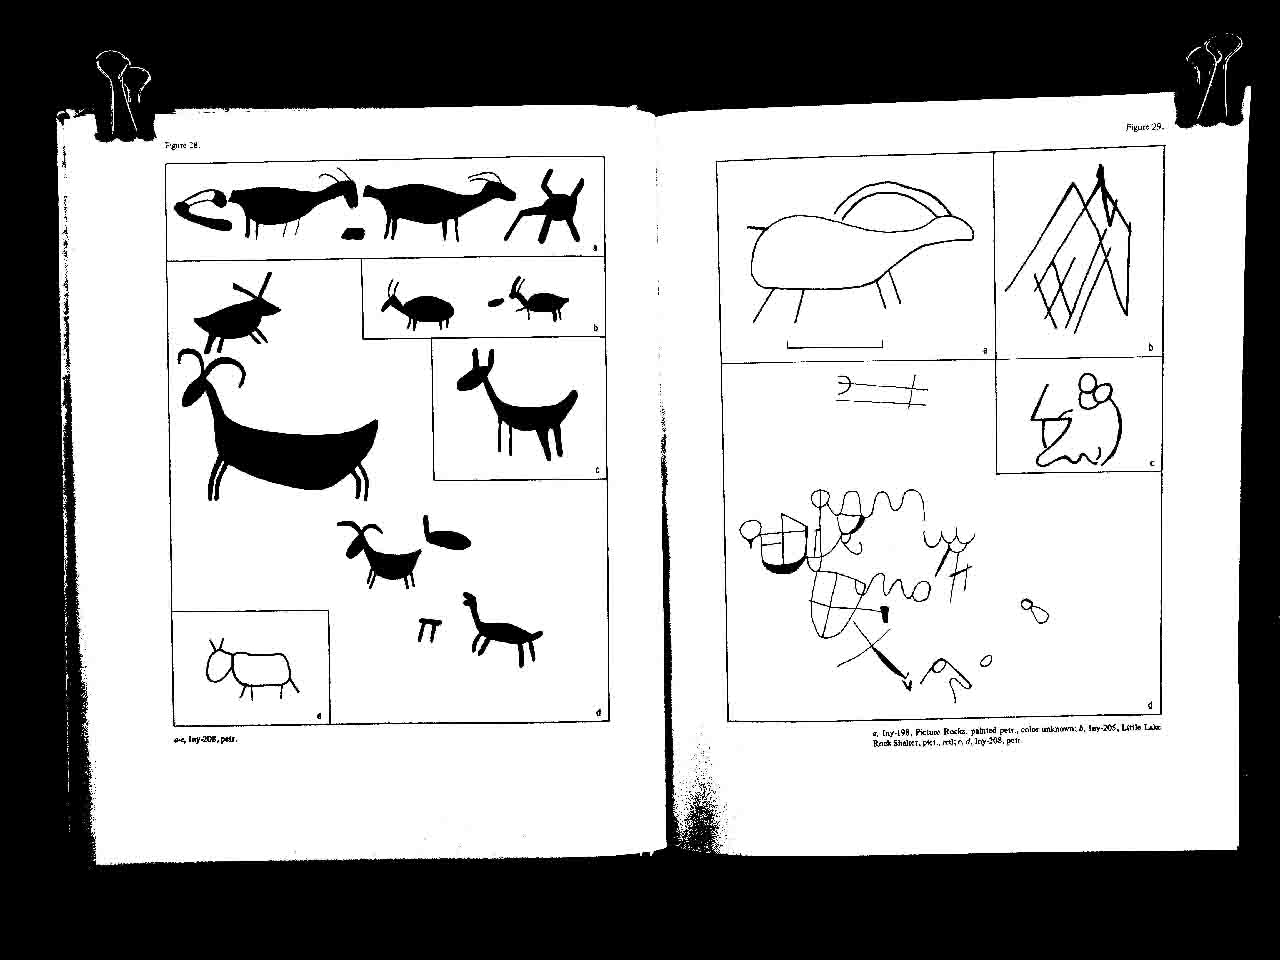 Figure 28.
a
b
c
d
e
a-e, Iny-208, petr.
Figure 29.
a
b
c
d
a, Iny-198, Picture Rocks, painted petr., color unknown; b, Iny-205, Little Lake
Rock Shelter, pict., red; c, d, Iny-208, petr.